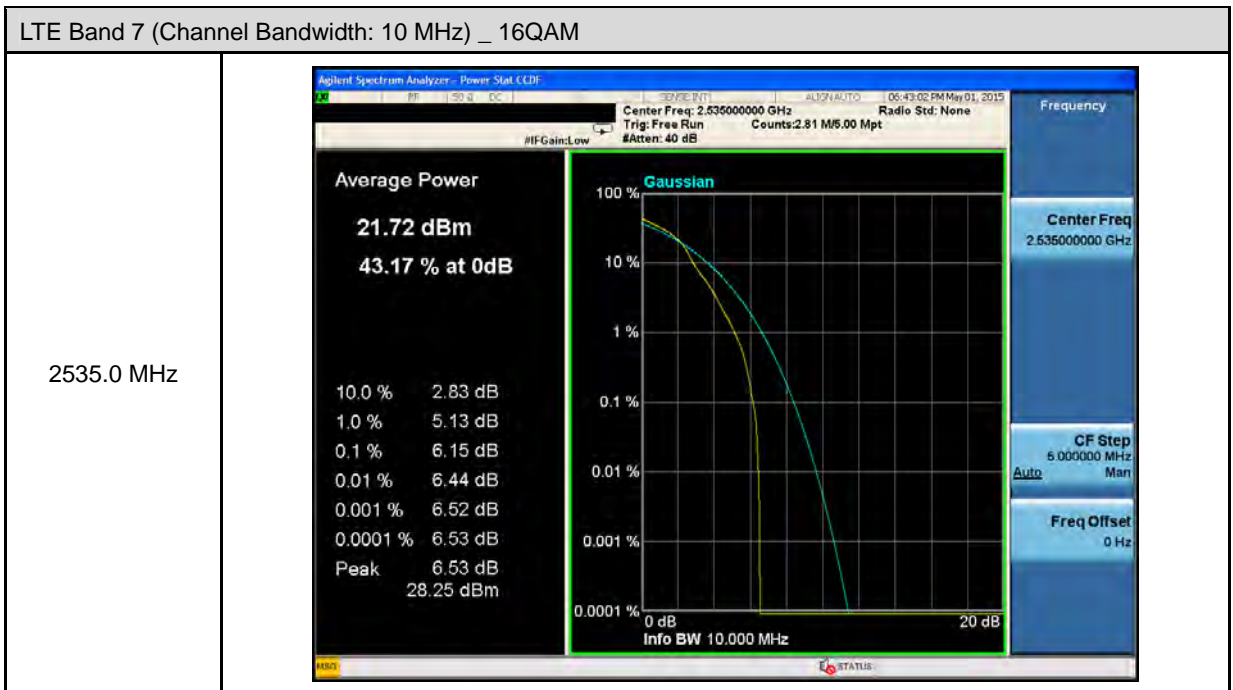 LTE Band 7 (Channel Bandwidth: 10 MHz) _ 16QAM
2535.0 MHz
Agilent Spectrum Analyzer - Power Stat CCDF
RF 50 Ω DC SENSE:INT ALIGN AUTO 06:43:02 PM May 01, 2015
Center Freq: 2.535000000 GHz Radio Std: None
Trig: Free Run Counts:2.81 M/5.00 Mpt
#IFGain:Low #Atten: 40 dB
Average Power
21.72 dBm
43.17 % at 0dB
10.0 % 2.83 dB
1.0 % 5.13 dB
0.1 % 6.15 dB
0.01 % 6.44 dB
0.001 % 6.52 dB
0.0001 % 6.53 dB
Peak 6.53 dB
28.25 dBm
Gaussian
100 %
10 %
1 %
0.1 %
0.01 %
0.001 %
0.0001 %
0 dB 20 dB
Info BW 10.000 MHz
Frequency
Center Freq
2.535000000 GHz
CF Step
5.000000 MHz
Auto Man
Freq Offset
0 Hz
MSG STATUS